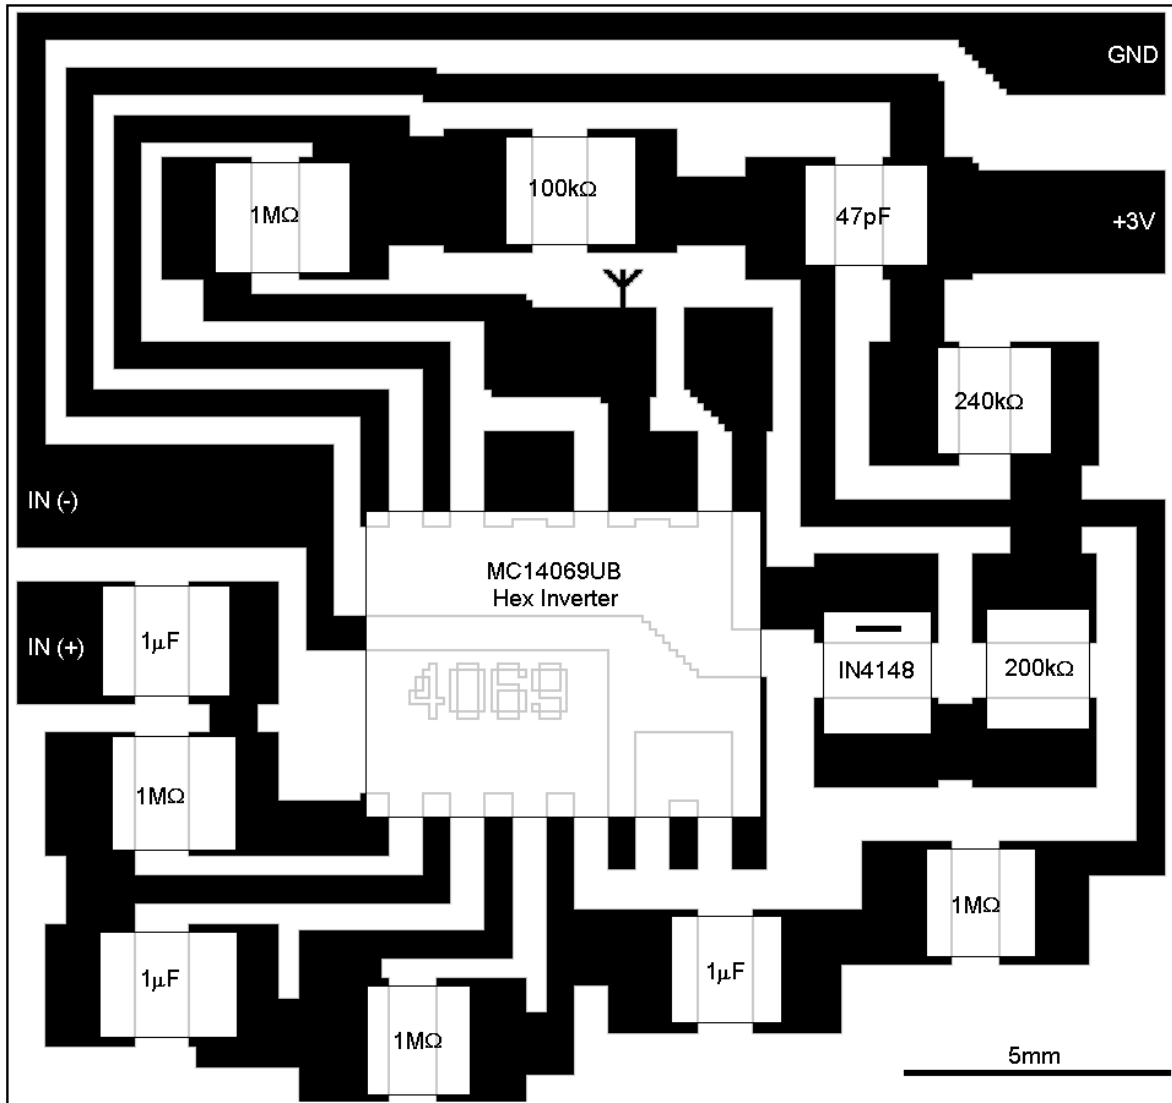 GND
100kΩ
1MΩ
47pF
+3V
240kΩ
IN (-)
MC14069UB
Hex Inverter
1μF
IN (+)
4069
IN4148
200kΩ
1MΩ
1MΩ
1μF
1μF
1MΩ
5mm